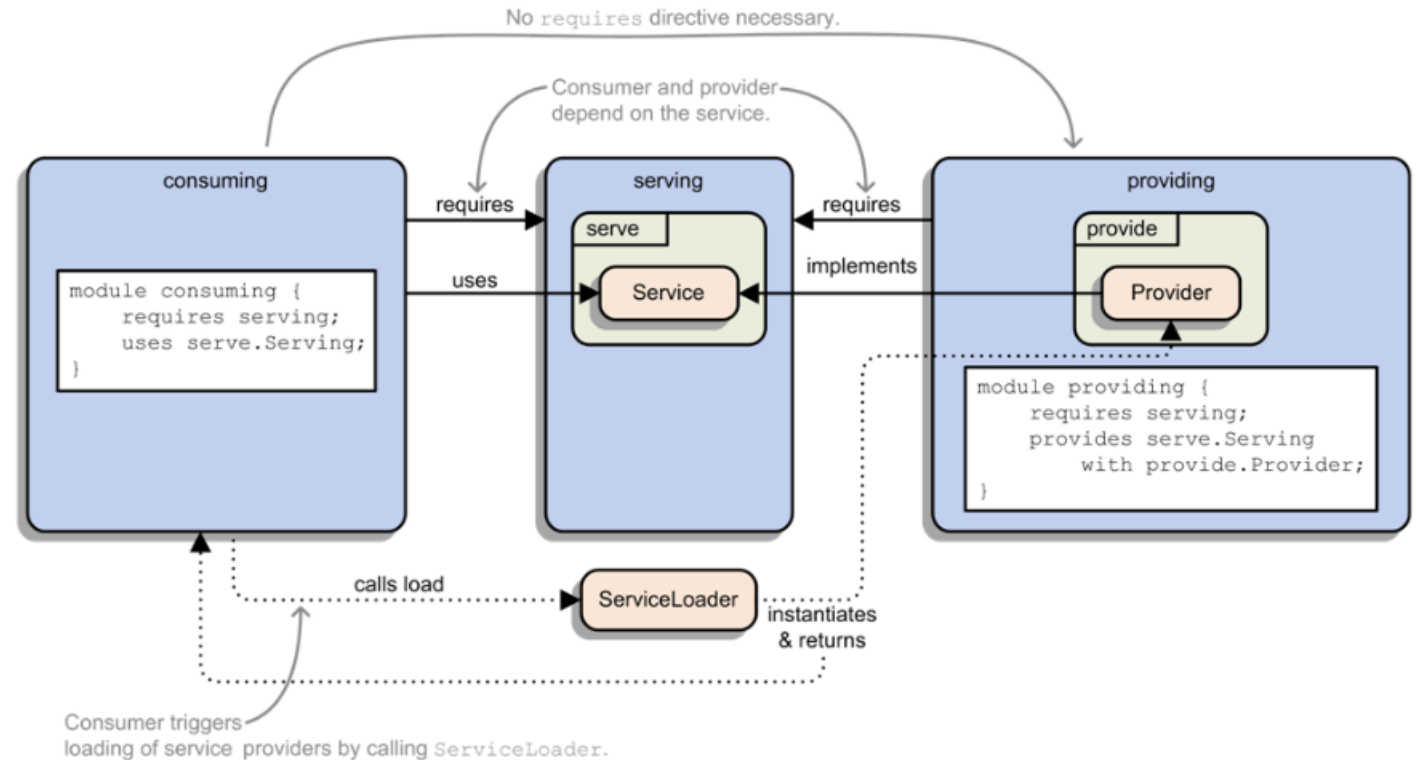 No requires directive necessary.
Consumer and provider
depend on the service.
consuming
serving
providing
requires
requires
serve
provide
implements
uses
Service
Provider
module consuming {
    requires serving;
    uses serve.Serving;
}
module providing {
    requires serving;
    provides serve.Serving
        with provide.Provider;
}
calls load
ServiceLoader
instantiates
& returns
Consumer triggers
loading of service providers by calling ServiceLoader.